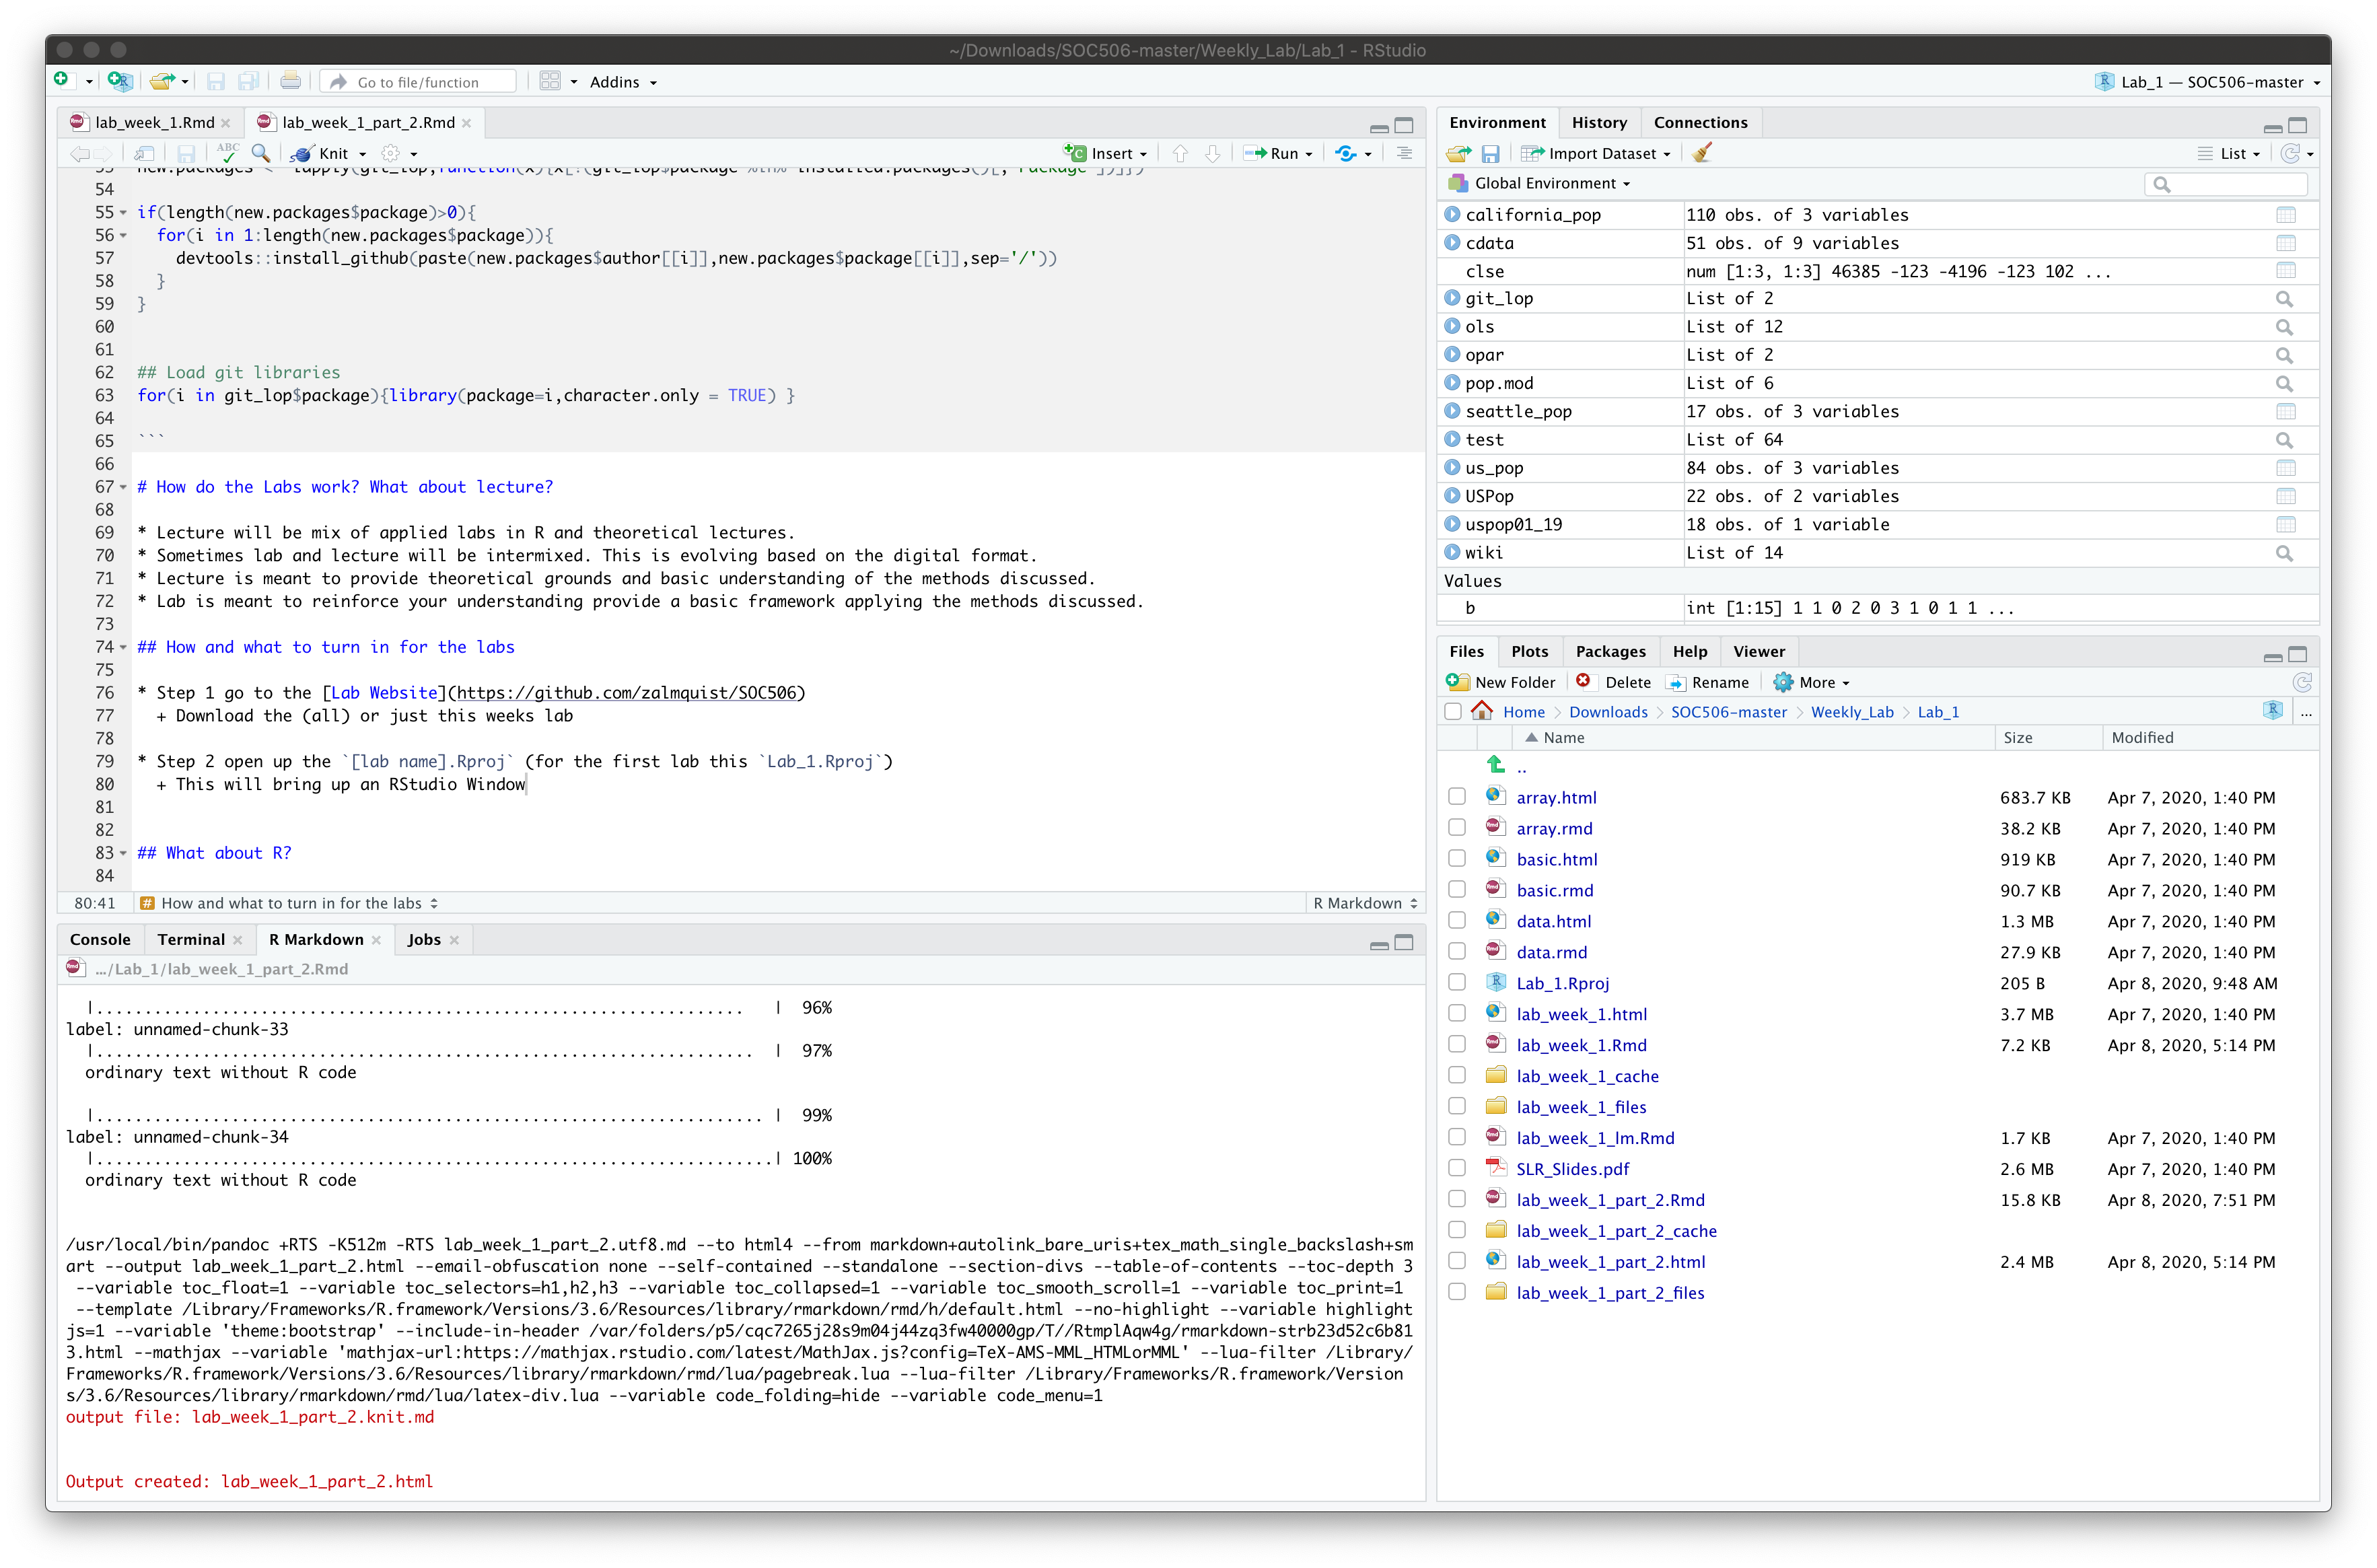 ~/Downloads/SOC506-master/Weekly_Lab/Lab_1 - RStudio
Go to file/function
Addins
Lab_1 — SOC506-master
lab_week_1.Rmd
lab_week_1_part_2.Rmd
ABC
Knit
Insert
Run
54
55 if(length(new.packages$package)>0){
56   for(i in 1:length(new.packages$package)){
57     devtools::install_github(paste(new.packages$author[[i]],new.packages$package[[i]],sep='/'))
58   }
59 }
60
61
62 ## Load git libraries
63 for(i in git_lop$package){library(package=i,character.only = TRUE) }
64
65 ```
66
67 # How do the Labs work? What about lecture?
68
69 * Lecture will be mix of applied labs in R and theoretical lectures.
70 * Sometimes lab and lecture will be intermixed. This is evolving based on the digital format.
71 * Lecture is meant to provide theoretical grounds and basic understanding of the methods discussed.
72 * Lab is meant to reinforce your understanding provide a basic framework applying the methods discussed.
73
74 ## How and what to turn in for the labs
75
76 * Step 1 go to the [Lab Website](https://github.com/zalmquist/SOC506)
77   + Download the (all) or just this weeks lab
78
79 * Step 2 open up the `[lab name].Rproj` (for the first lab this `Lab_1.Rproj`)
80   + This will bring up an RStudio Window
81
82
83 ## What about R?
84
80:41 # How and what to turn in for the labs R Markdown
Console Terminal R Markdown Jobs
.../Lab_1/lab_week_1_part_2.Rmd
|...................................................................   |  96%
label: unnamed-chunk-33
|....................................................................  |  97%
ordinary text without R code
|..................................................................... |  99%
label: unnamed-chunk-34
|......................................................................| 100%
ordinary text without R code
/usr/local/bin/pandoc +RTS -K512m -RTS lab_week_1_part_2.utf8.md --to html4 --from markdown+autolink_bare_uris+tex_math_single_backslash+sm
art --output lab_week_1_part_2.html --email-obfuscation none --self-contained --standalone --section-divs --table-of-contents --toc-depth 3
--variable toc_float=1 --variable toc_selectors=h1,h2,h3 --variable toc_collapsed=1 --variable toc_smooth_scroll=1 --variable toc_print=1
--template /Library/Frameworks/R.framework/Versions/3.6/Resources/library/rmarkdown/rmd/h/default.html --no-highlight --variable highlight
js=1 --variable 'theme:bootstrap' --include-in-header /var/folders/p5/cqc7265j28s9m04j44zq3fw40000gp/T//RtmplAqw4g/rmarkdown-strb23d52c6b81
3.html --mathjax --variable 'mathjax-url:https://mathjax.rstudio.com/latest/MathJax.js?config=TeX-AMS-MML_HTMLorMML' --lua-filter /Library/
Frameworks/R.framework/Versions/3.6/Resources/library/rmarkdown/rmd/lua/pagebreak.lua --lua-filter /Library/Frameworks/R.framework/Version
s/3.6/Resources/library/rmarkdown/rmd/lua/latex-div.lua --variable code_folding=hide --variable code_menu=1
output file: lab_week_1_part_2.knit.md
Output created: lab_week_1_part_2.html
Environment History Connections
Import Dataset
List
Global Environment
california_pop 110 obs. of 3 variables
cdata 51 obs. of 9 variables
clse num [1:3, 1:3] 46385 -123 -4196 -123 102 ...
git_lop List of 2
ols List of 12
opar List of 2
pop.mod List of 6
seattle_pop 17 obs. of 3 variables
test List of 64
us_pop 84 obs. of 3 variables
USPop 22 obs. of 2 variables
uspop01_19 18 obs. of 1 variable
wiki List of 14
Values
b int [1:15] 1 1 0 2 0 3 1 0 1 1 ...
Files Plots Packages Help Viewer
New Folder Delete Rename More
Home > Downloads > SOC506-master > Weekly_Lab > Lab_1 ...
Name Size Modified
..
array.html 683.7 KB Apr 7, 2020, 1:40 PM
array.rmd 38.2 KB Apr 7, 2020, 1:40 PM
basic.html 919 KB Apr 7, 2020, 1:40 PM
basic.rmd 90.7 KB Apr 7, 2020, 1:40 PM
data.html 1.3 MB Apr 7, 2020, 1:40 PM
data.rmd 27.9 KB Apr 7, 2020, 1:40 PM
Lab_1.Rproj 205 B Apr 8, 2020, 9:48 AM
lab_week_1.html 3.7 MB Apr 7, 2020, 1:40 PM
lab_week_1.Rmd 7.2 KB Apr 8, 2020, 5:14 PM
lab_week_1_cache
lab_week_1_files
lab_week_1_lm.Rmd 1.7 KB Apr 7, 2020, 1:40 PM
SLR_Slides.pdf 2.6 MB Apr 7, 2020, 1:40 PM
lab_week_1_part_2.Rmd 15.8 KB Apr 8, 2020, 7:51 PM
lab_week_1_part_2_cache
lab_week_1_part_2.html 2.4 MB Apr 8, 2020, 5:14 PM
lab_week_1_part_2_files